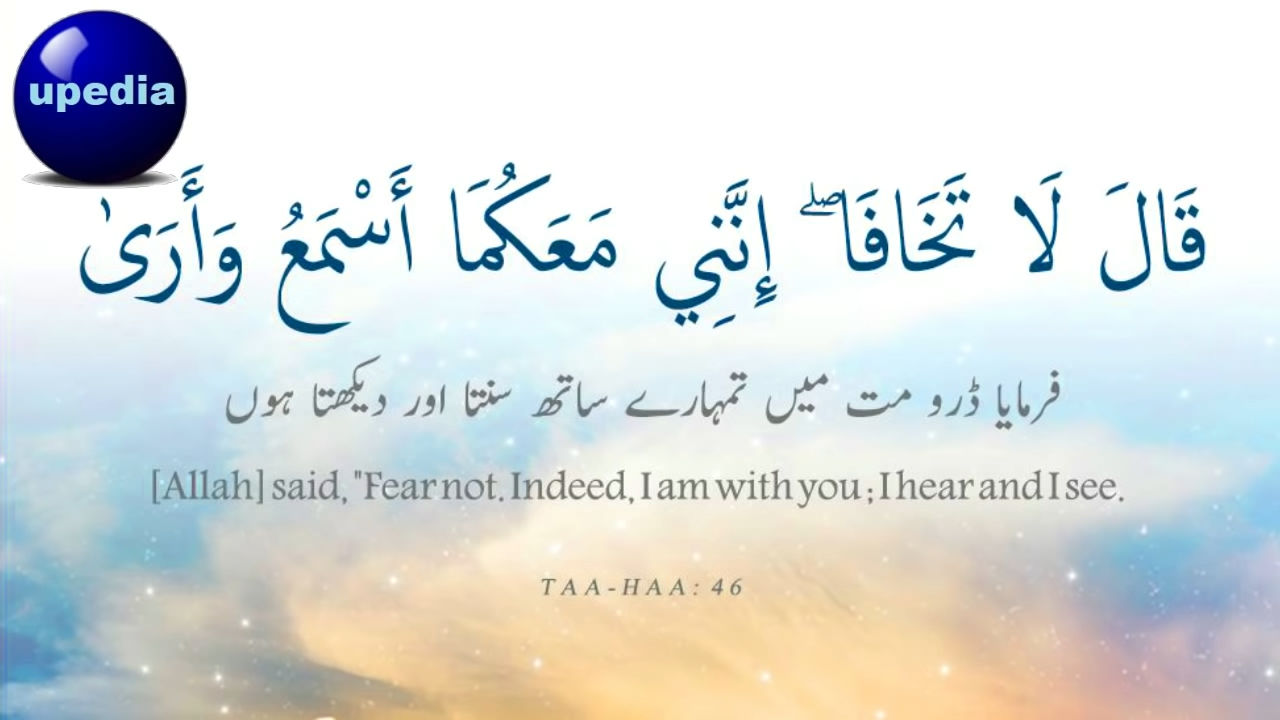 upedia
قَالَ لَا تَخَافَا ۖ إِنَّنِي مَعَكُمَا أَسْمَعُ وَأَرَىٰ
فرمایا ڈرو مت میں تمہارے ساتھ سنتا اور دیکھتا ہوں
[Allah] said, "Fear not. Indeed, I am with you; I hear and I see.
TAA-HAA: 46